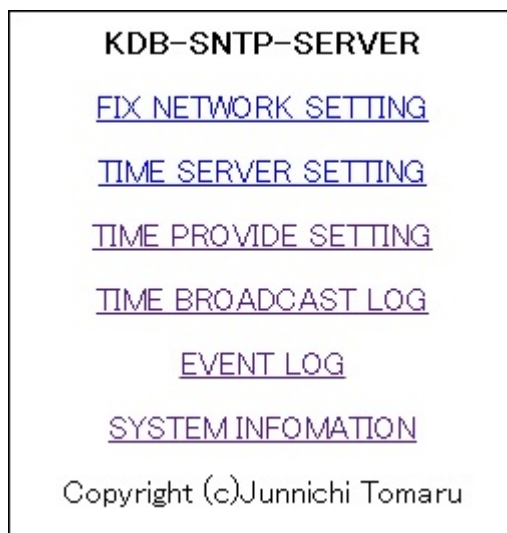 KDB-SNTP-SERVER
FIX NETWORK SETTING
TIME SERVER SETTING
TIME PROVIDE SETTING
TIME BROADCAST LOG
EVENT LOG
SYSTEM INFOMATION
Copyright (c)Junnichi Tomaru